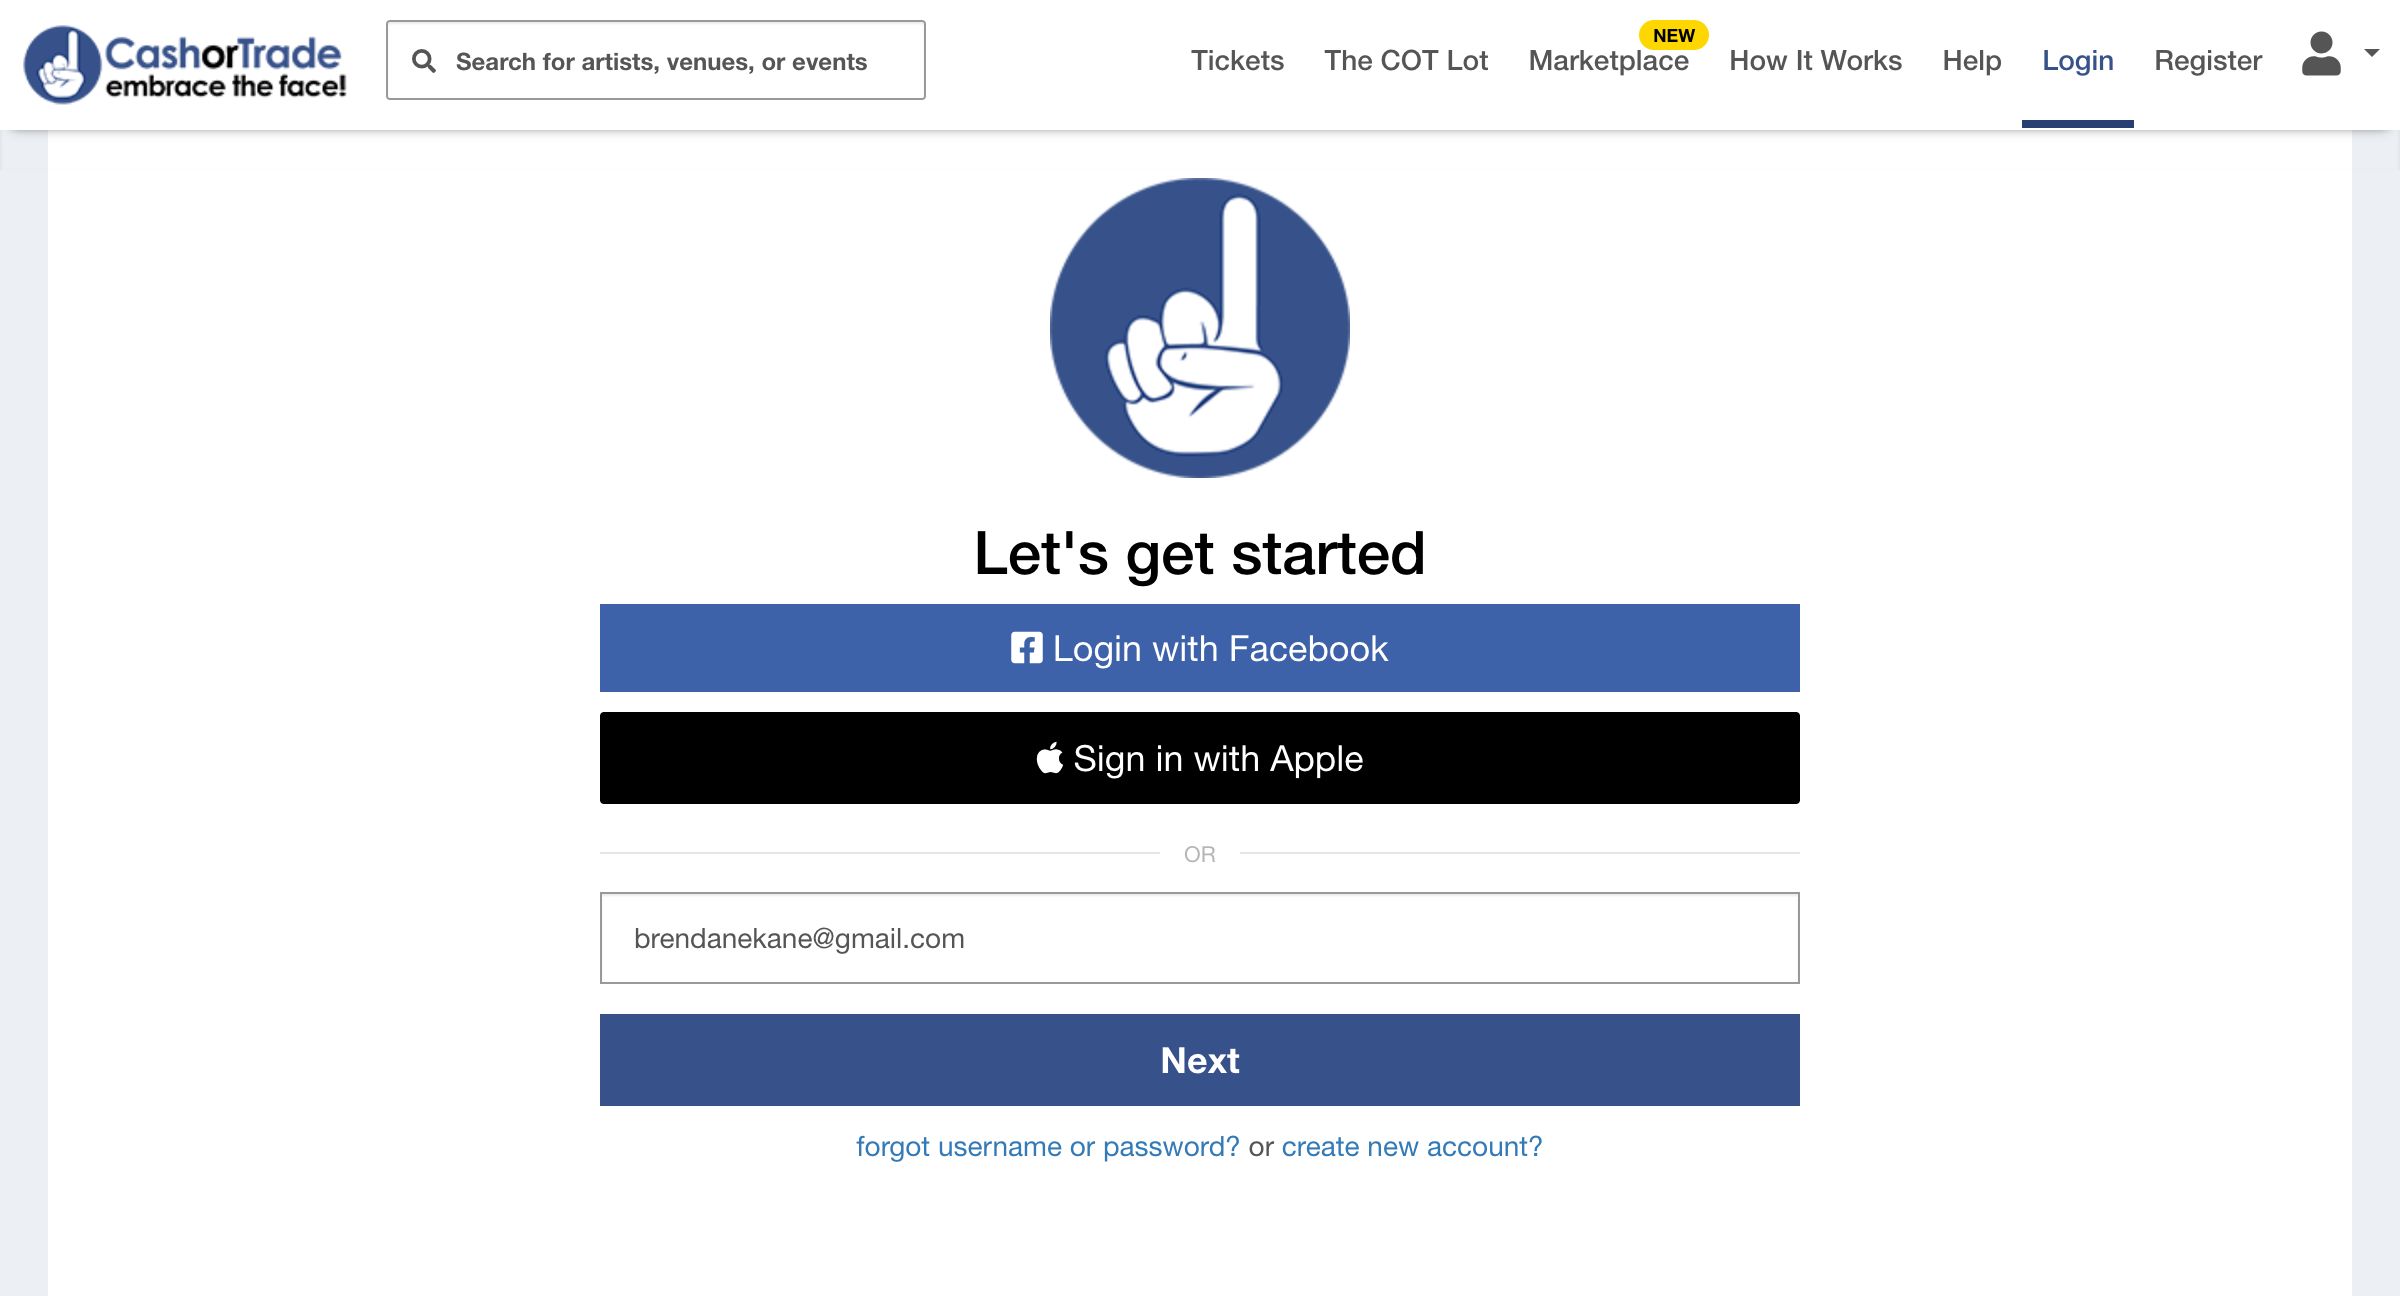 CashorTrade
embrace the face!
Search for artists, venues, or events
Tickets
The COT Lot
Marketplace
NEW
How It Works
Help
Login
Register
Let's get started
Login with Facebook
Sign in with Apple
OR
brendanekane@gmail.com
Next
forgot username or password? or create new account?